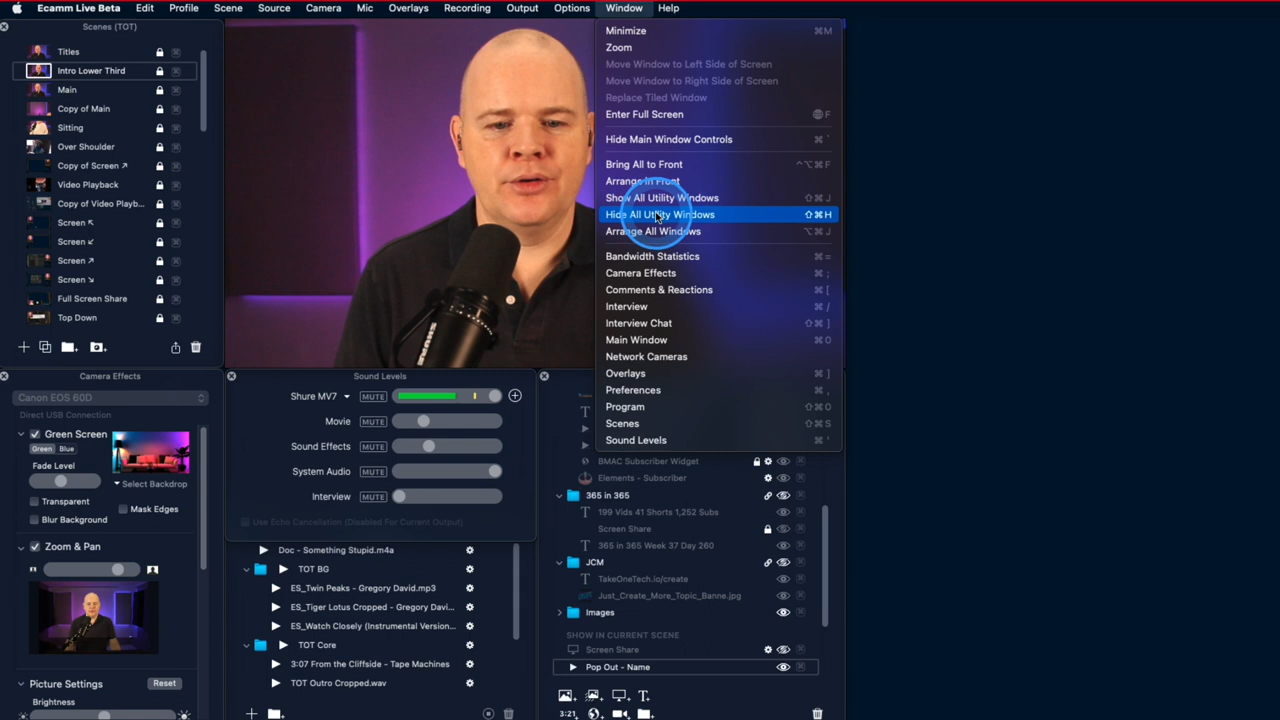 Ecamm Live Beta Edit Profile Scene Source Camera Mic Overlays Recording Output Options Window Help
Scenes (TOT)
Titles
Intro Lower Third
Main
Copy of Main
Sitting
Over Shoulder
Copy of Screen ↗
Video Playback
Copy of Video Playb...
Screen ↖
Screen ↙
Screen ↗
Screen ↘
Full Screen Share
Top Down
Minimize ⌘M
Zoom
Move Window to Left Side of Screen
Move Window to Right Side of Screen
Replace Tiled Window
Enter Full Screen F
Hide Main Window Controls ⌘`
Bring All to Front ^⌥⌘F
Arrange in Front
Show All Utility Windows ⇧⌘J
Hide All Utility Windows ⇧⌘H
Arrange All Windows ⌥⌘J
Bandwidth Statistics ⌘=
Camera Effects ⌘;
Comments & Reactions ⌘[
Interview ⌘/
Interview Chat ⇧⌘]
Main Window ⌘0
Network Cameras
Overlays ⌘]
Preferences ⌘,
Program ⇧⌘0
Scenes ⇧⌘S
Sound Levels ⌘'
Camera Effects
Canon EOS 60D
Direct USB Connection
Green Screen
Green Blue
Fade Level
Select Backdrop
Transparent
Mask Edges
Blur Background
Zoom & Pan
Picture Settings Reset
Brightness
Sound Levels
Shure MV7 MUTE
Movie MUTE
Sound Effects MUTE
System Audio MUTE
Interview MUTE
Use Echo Cancellation (Disabled For Current Output)
Doc - Something Stupid.m4a
TOT BG
ES_Twin Peaks - Gregory David.mp3
ES_Tiger Lotus Cropped - Gregory Davi...
ES_Watch Closely (Instrumental Version...
TOT Core
3:07 From the Cliffside - Tape Machines
TOT Outro Cropped.wav
BMAC Subscriber Widget
Elements - Subscriber
365 in 365
199 Vids 41 Shorts 1,252 Subs
Screen Share
365 in 365 Week 37 Day 260
JCM
TakeOneTech.io/create
Just_Create_More_Topic_Banne.jpg
Images
SHOW IN CURRENT SCENE
Screen Share
Pop Out - Name
3:21